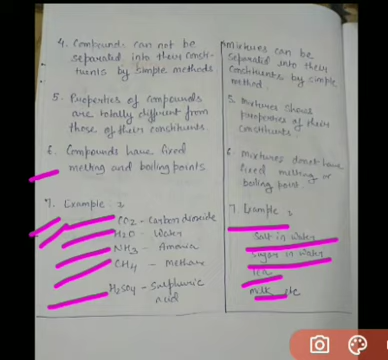 4. Compounds can not be
separated into their consti-
tuents by simple methods
5. Properties of compounds
are totally different from
those of their constituents
6. Compounds have fixed
melting and boiling points
7. Example :
CO2 - Carbon dioxide
H2O - Water
NH3 - Amonia
CH4 - Methane
H2SO4 - Sulphuric
acid
Mixtures can be
separated into their
Constituents by simple
method
5. Mixtures shows
properties of their
Constituents.
6. Mixtures donot have
fixed melting or
boiling point.
7 Example :
Salt in water
Sugar in water
Tea
milk etc